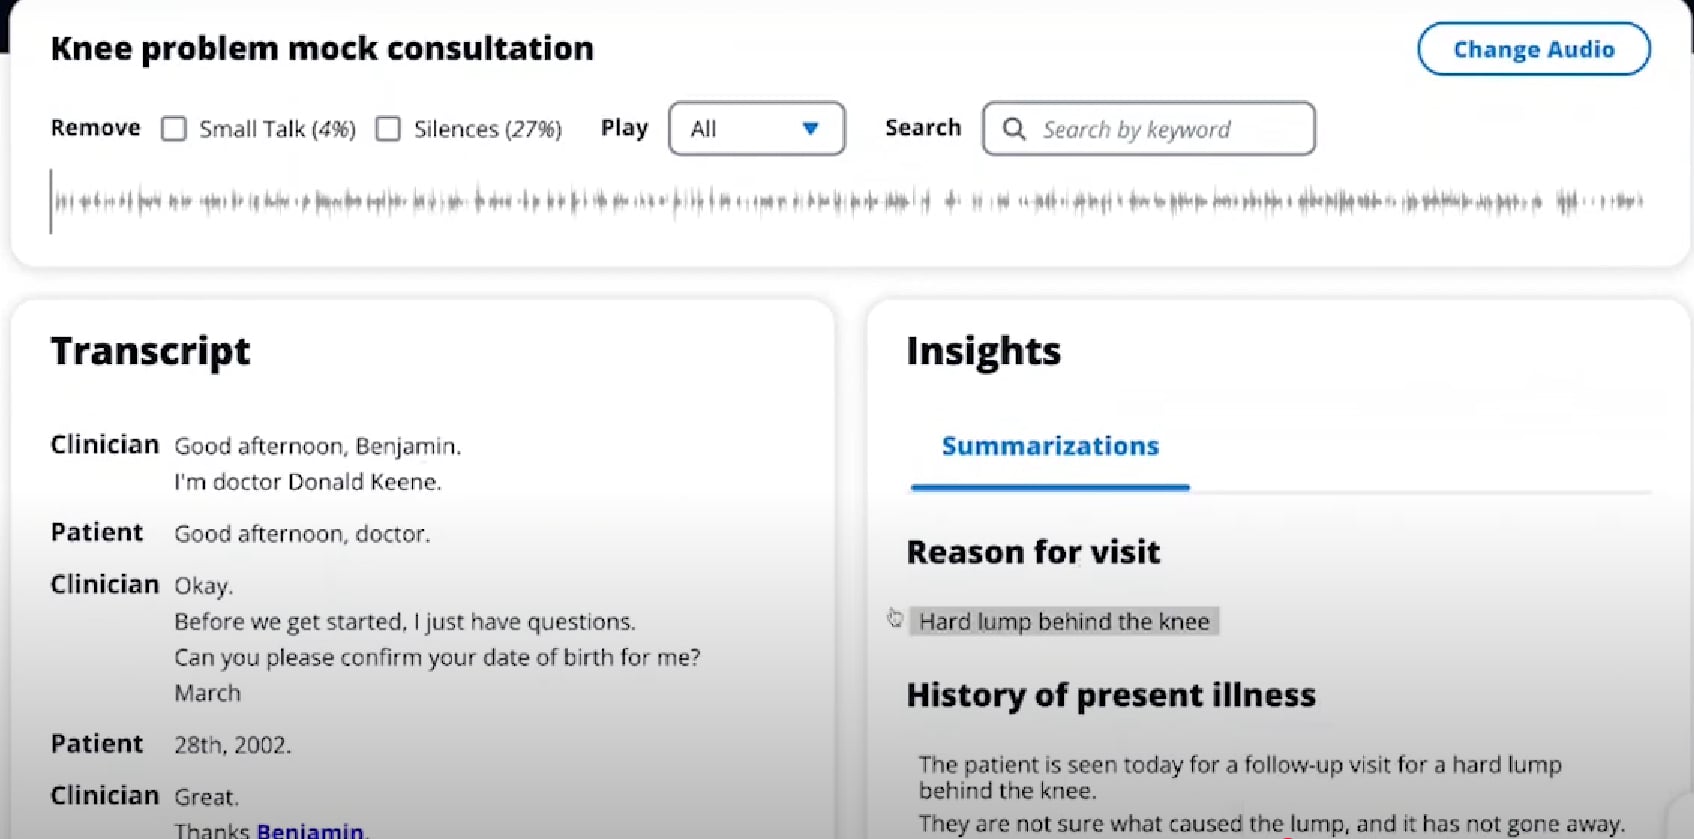 Knee problem mock consultation
Change Audio
Remove Small Talk (4%) Silences (27%) Play All Search Search by keyword
Transcript
Clinician Good afternoon, Benjamin.
I'm doctor Donald Keene.
Patient Good afternoon, doctor.
Clinician Okay.
Before we get started, I just have questions.
Can you please confirm your date of birth for me?
March
Patient 28th, 2002.
Clinician Great.
Thanks Benjamin.
Insights
Summarizations
Reason for visit
Hard lump behind the knee
History of present illness
The patient is seen today for a follow-up visit for a hard lump
behind the knee.
They are not sure what caused the lump, and it has not gone away.